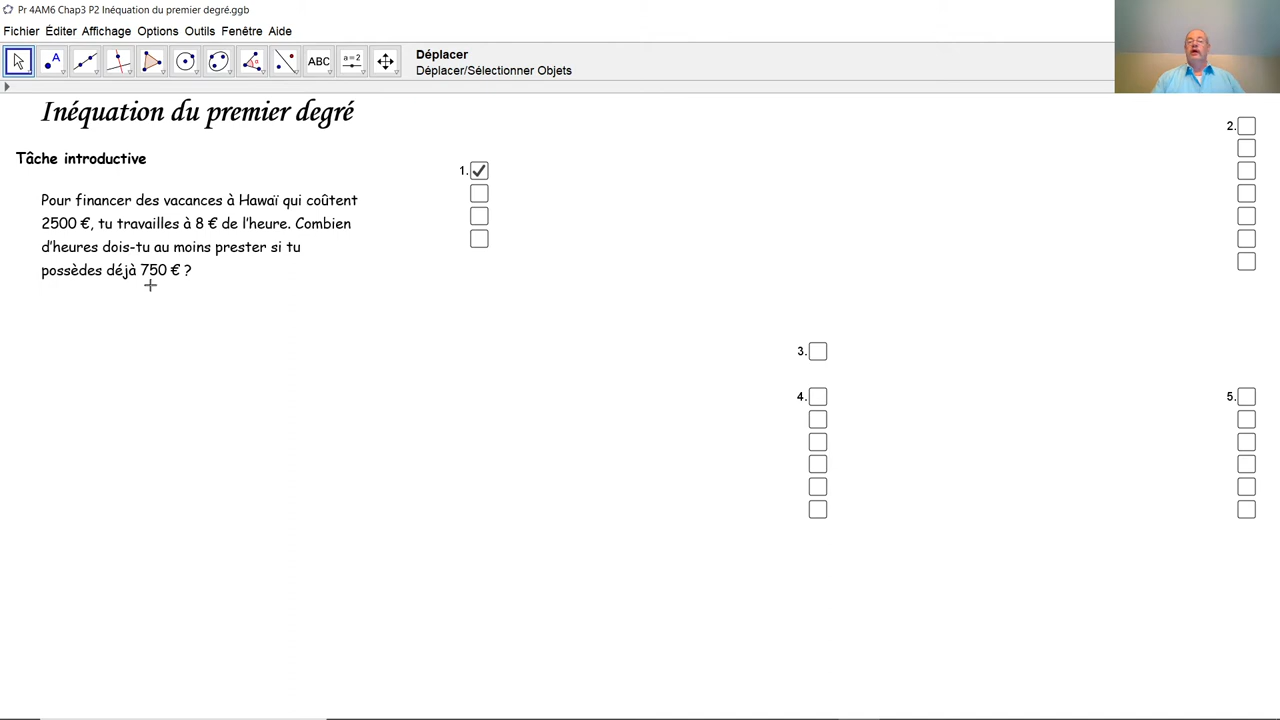 Pr 4AM6 Chap3 P2 Inéquation du premier degré.ggb
Fichier Éditer Affichage Options Outils Fenêtre Aide
A
α
ABC
a=2
Déplacer
Déplacer/Sélectionner Objets
Inéquation du premier degré
Tâche introductive
Pour financer des vacances à Hawaï qui coûtent
2500 €, tu travailles à 8 € de l'heure. Combien
d'heures dois-tu au moins prester si tu
possèdes déjà 750 € ?
1.
2.
3.
4.
5.